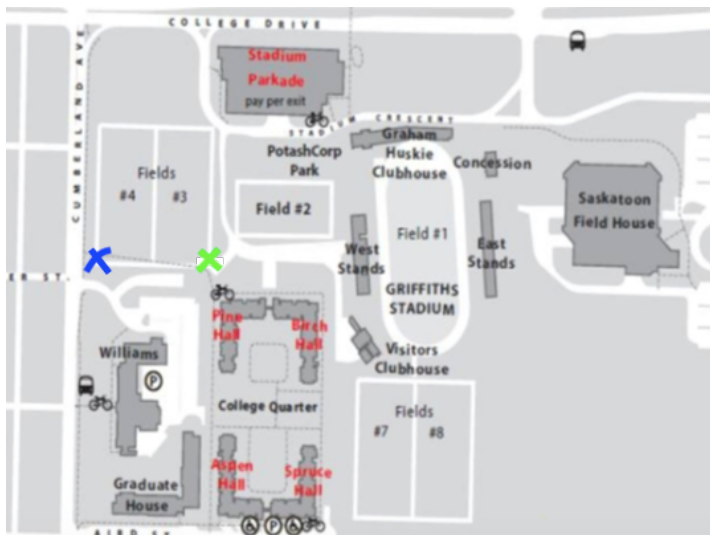 COLLEGE DRIVE
CUMBERLAND AVE
Stadium
Parkade
pay per exit
STADIUM CRESCENT
PotashCorp
Park
Graham
Huskie
Clubhouse
Concession
Fields
#4 #3
Field #2
Saskatoon
Field House
West
Stands
Field #1
East
Stands
ER ST.
GRIFFITHS
STADIUM
Pine
Hall
Birch
Hall
Williams
P
Visitors
Clubhouse
College Quarter
Fields
#7 #8
Aspen
Hall
Spruce
Hall
Graduate
House
P